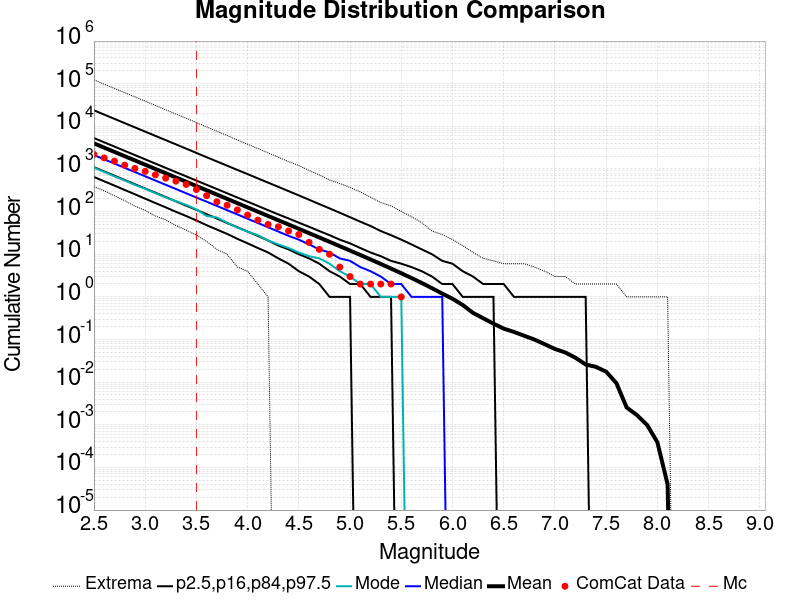 Magnitude Distribution Comparison
10^6
10^5
10^4
10^3
10^2
10^1
10^0
10^-1
10^-2
10^-3
10^-4
10^-5
Cumulative Number
2.5 3.0 3.5 4.0 4.5 5.0 5.5 6.0 6.5 7.0 7.5 8.0 8.5 9.0
Magnitude
Extrema p2.5,p16,p84,p97.5 Mode Median Mean ComCat Data Mc